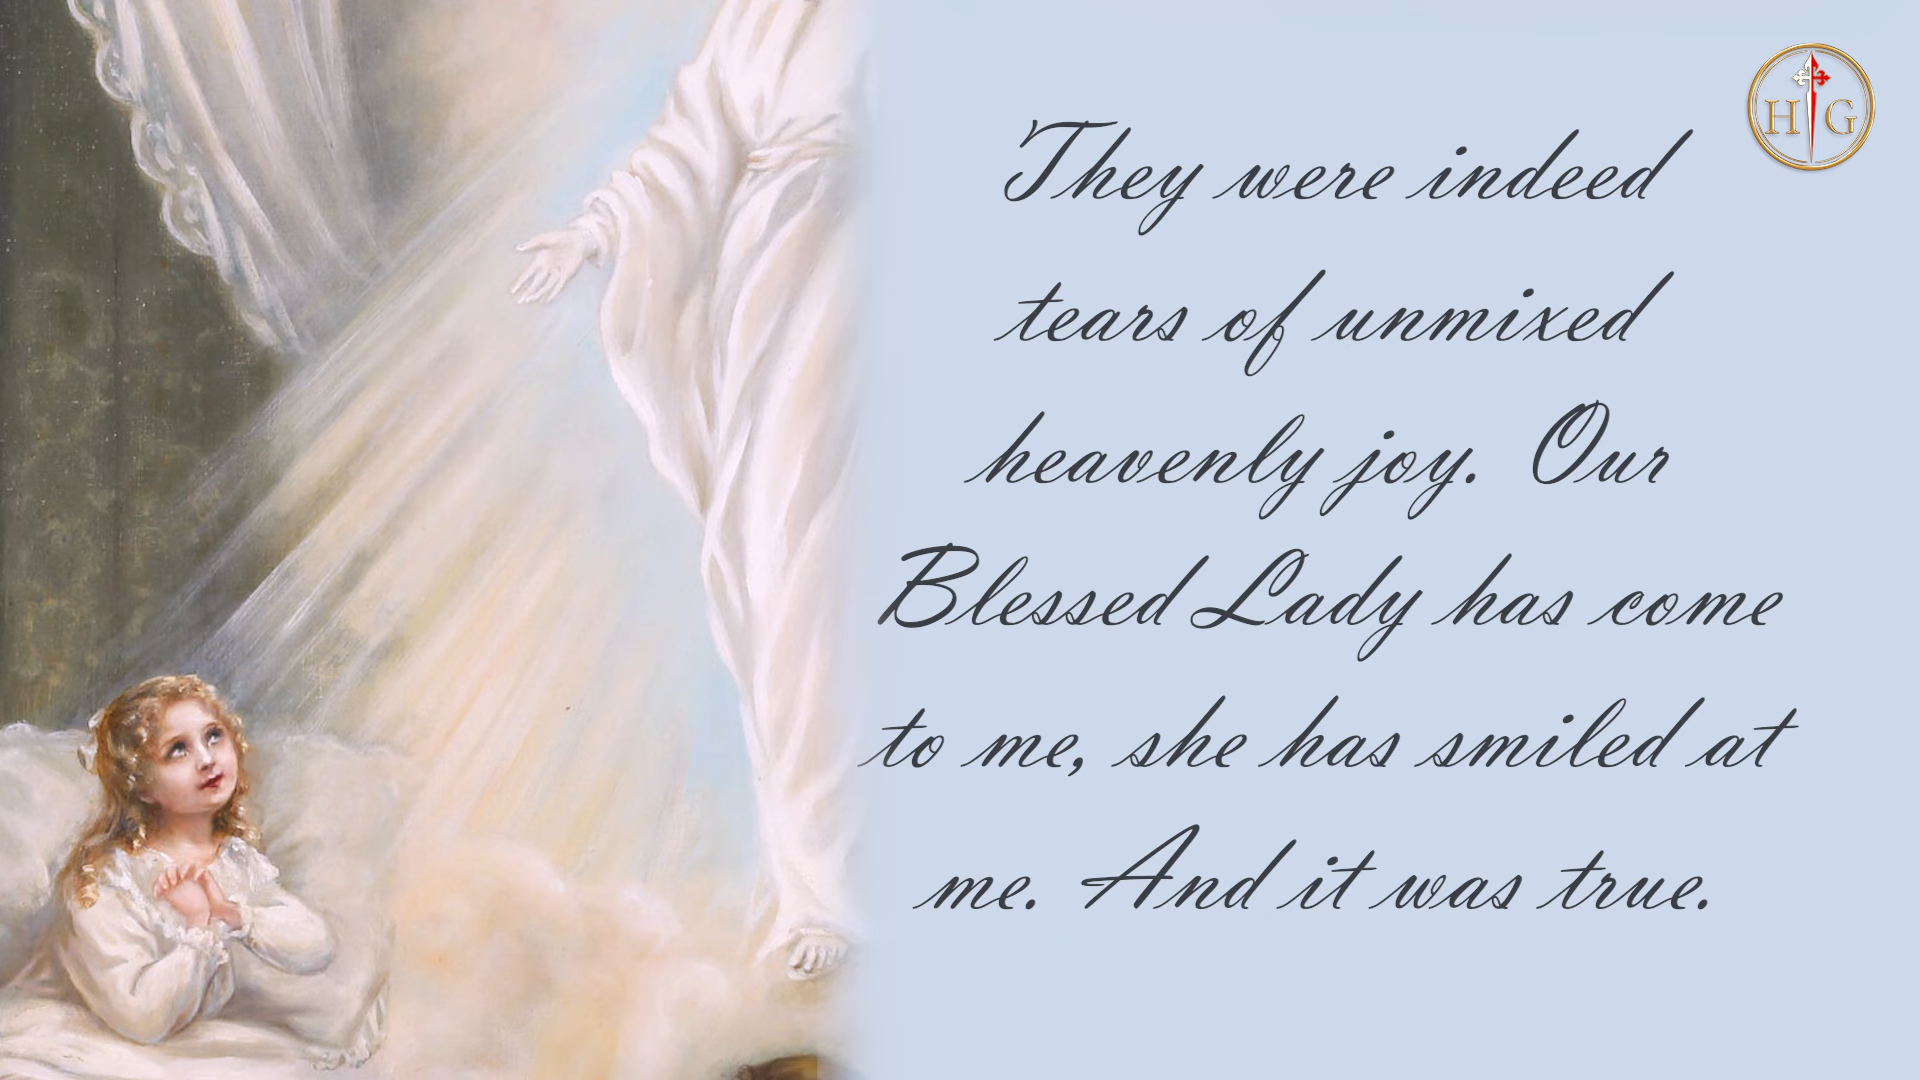 They were indeed
tears of unmixed
heavenly joy. Our
Blessed Lady has come
to me, she has smiled at
me. And it was true.
H G